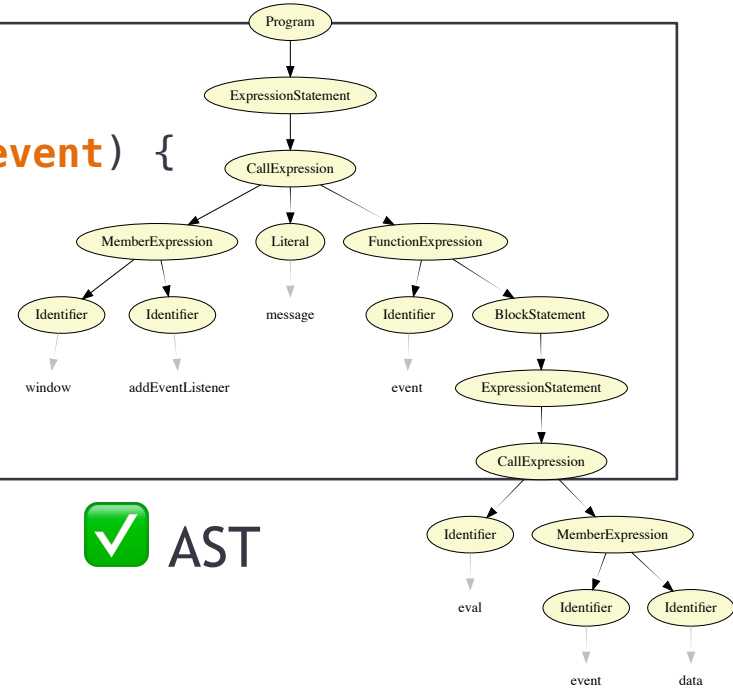 Program
ExpressionStatement
event) {
CallExpression
MemberExpression
Literal
FunctionExpression
Identifier
Identifier
message
Identifier
BlockStatement
window
addEventListener
event
ExpressionStatement
CallExpression
AST
Identifier
MemberExpression
eval
Identifier
Identifier
event
data